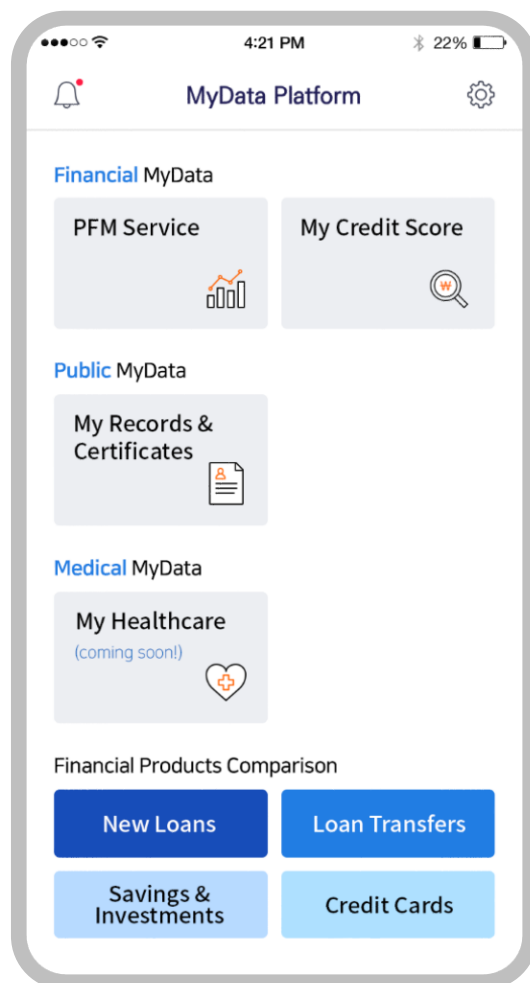 4:21 PM
22%
MyData Platform
Financial MyData
PFM Service
My Credit Score
₩
Public MyData
My Records &
Certificates
Medical MyData
My Healthcare
(coming soon!)
Financial Products Comparison
New Loans
Loan Transfers
Savings &
Investments
Credit Cards